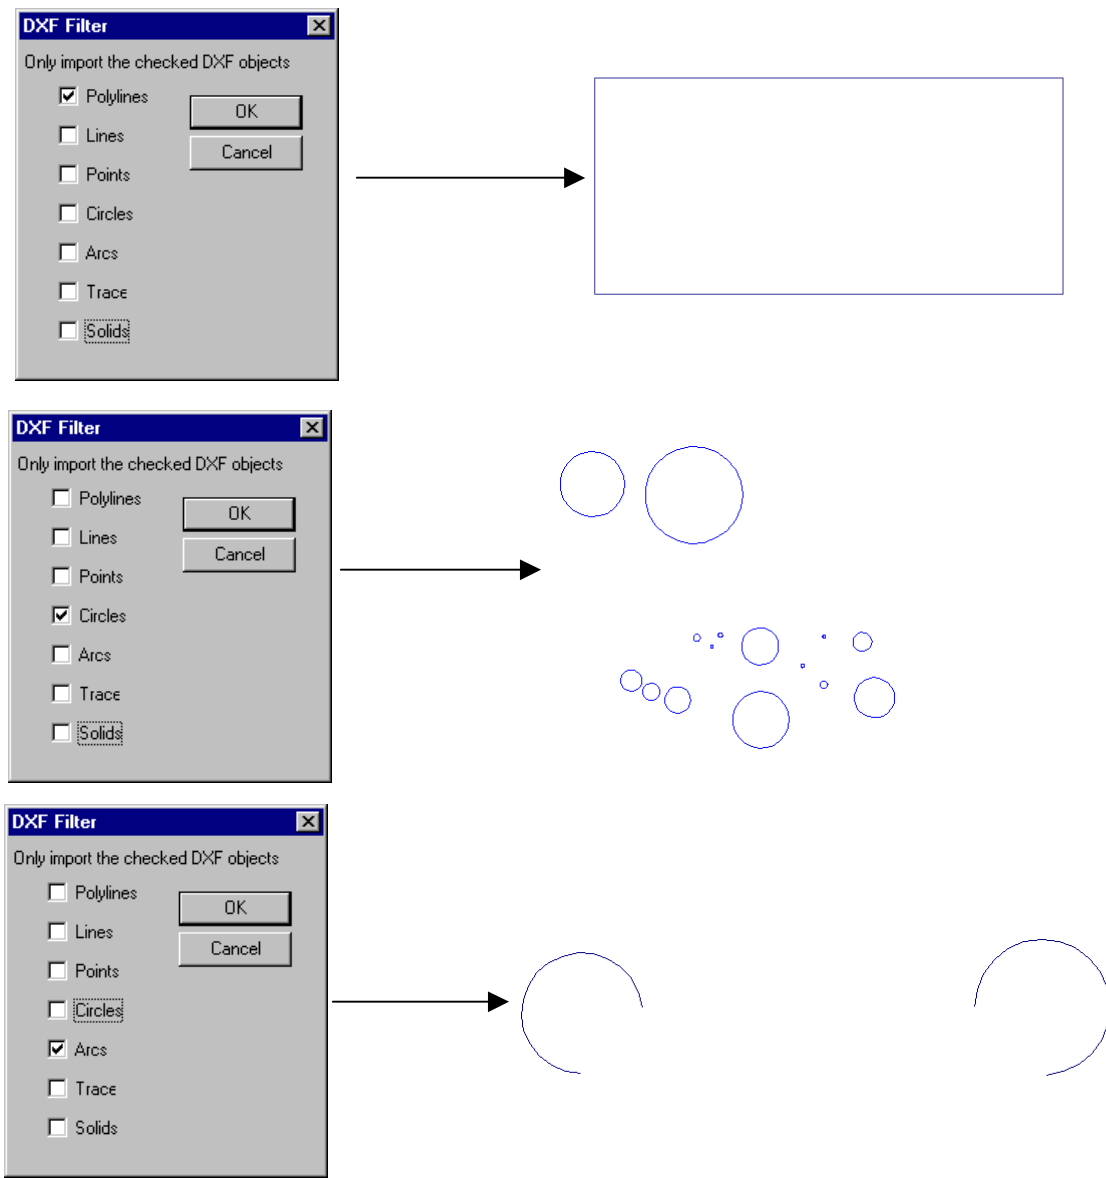 DXF Filter
Only import the checked DXF objects
Polylines
OK
Lines
Cancel
Points
Circles
Arcs
Trace
Solids
DXF Filter
Only import the checked DXF objects
Polylines
OK
Lines
Cancel
Points
Circles
Arcs
Trace
Solids
DXF Filter
Only import the checked DXF objects
Polylines
OK
Lines
Cancel
Points
Circles
Arcs
Trace
Solids